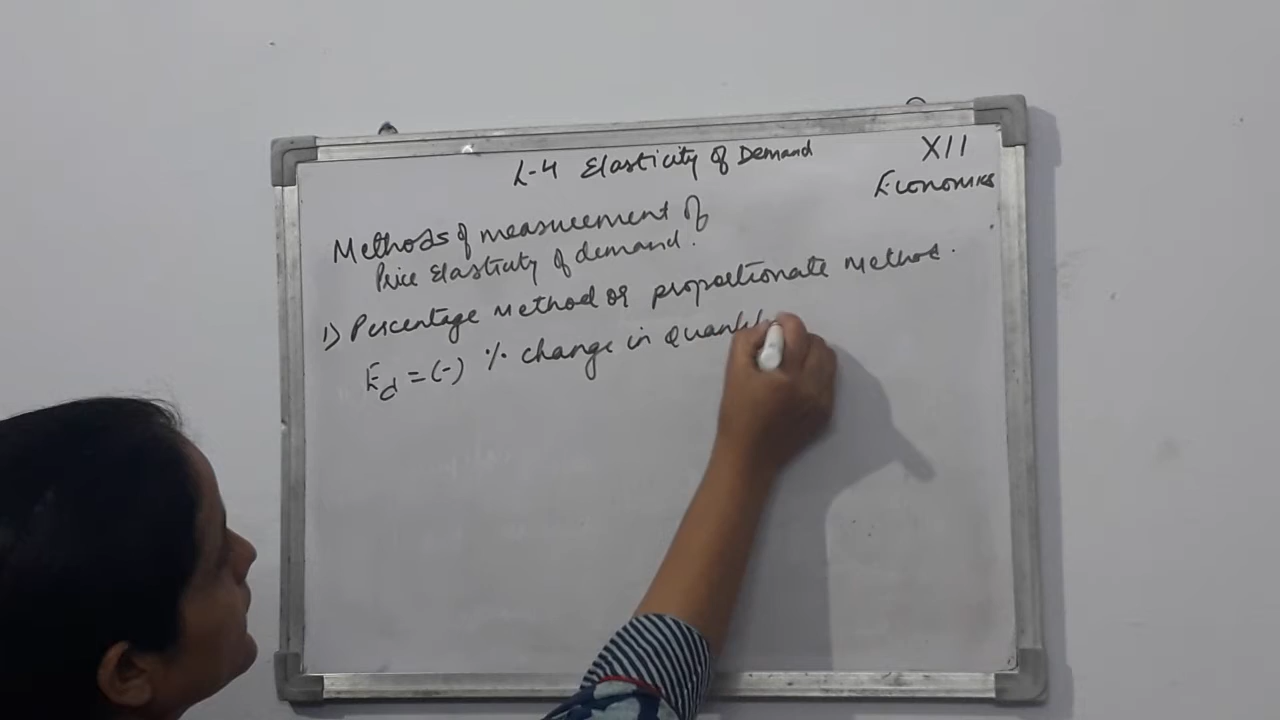 L-4 Elasticity of Demand
XII
Economics
Methods of measurement of
Price Elasticity of demand.
1) Percentage Method or proportionate Method.
Ed = (-) % change in